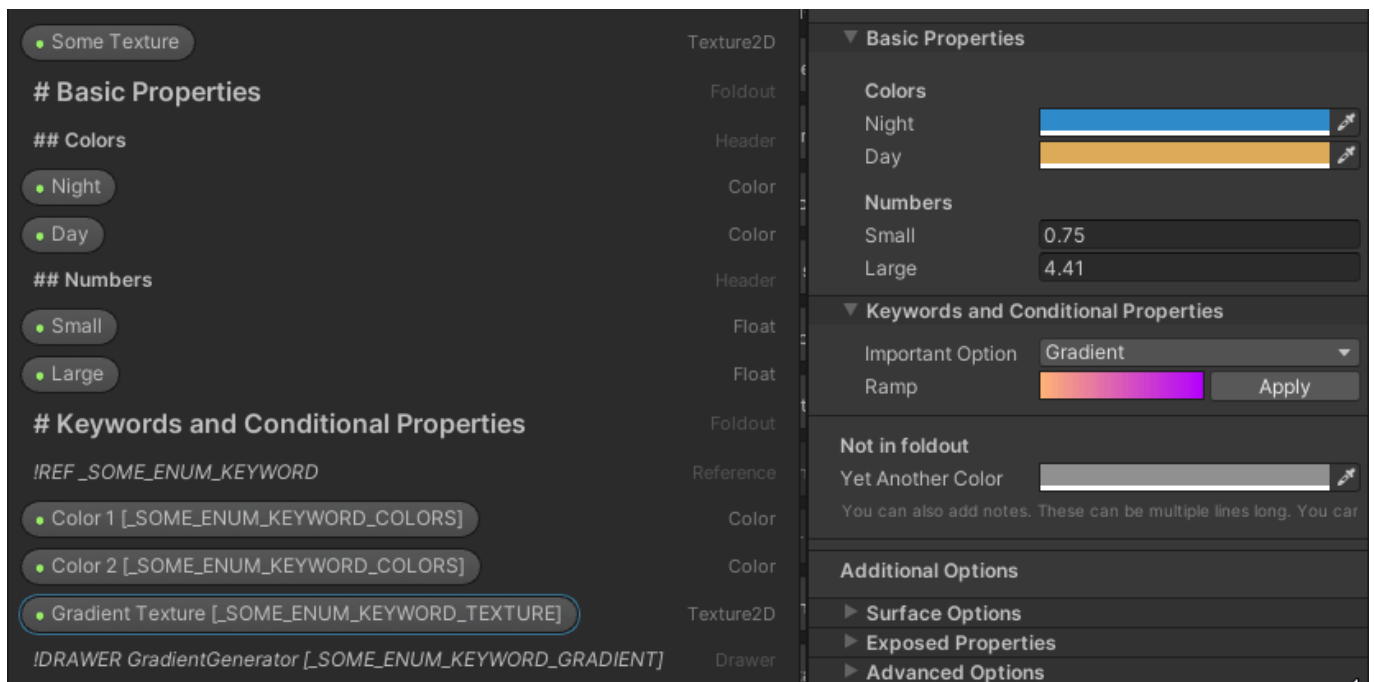 Some Texture Texture2D
# Basic Properties Foldout
## Colors Header
Night Color
Day Color
## Numbers Header
Small Float
Large Float
# Keywords and Conditional Properties Foldout
!REF _SOME_ENUM_KEYWORD Reference
Color 1 [_SOME_ENUM_KEYWORD_COLORS] Color
Color 2 [_SOME_ENUM_KEYWORD_COLORS] Color
Gradient Texture [_SOME_ENUM_KEYWORD_TEXTURE] Texture2D
!DRAWER GradientGenerator [_SOME_ENUM_KEYWORD_GRADIENT] Drawer
Basic Properties
Colors
Night
Day
Numbers
Small 0.75
Large 4.41
Keywords and Conditional Properties
Important Option Gradient
Ramp Apply
Not in foldout
Yet Another Color
You can also add notes. These can be multiple lines long. You can
Additional Options
Surface Options
Exposed Properties
Advanced Options